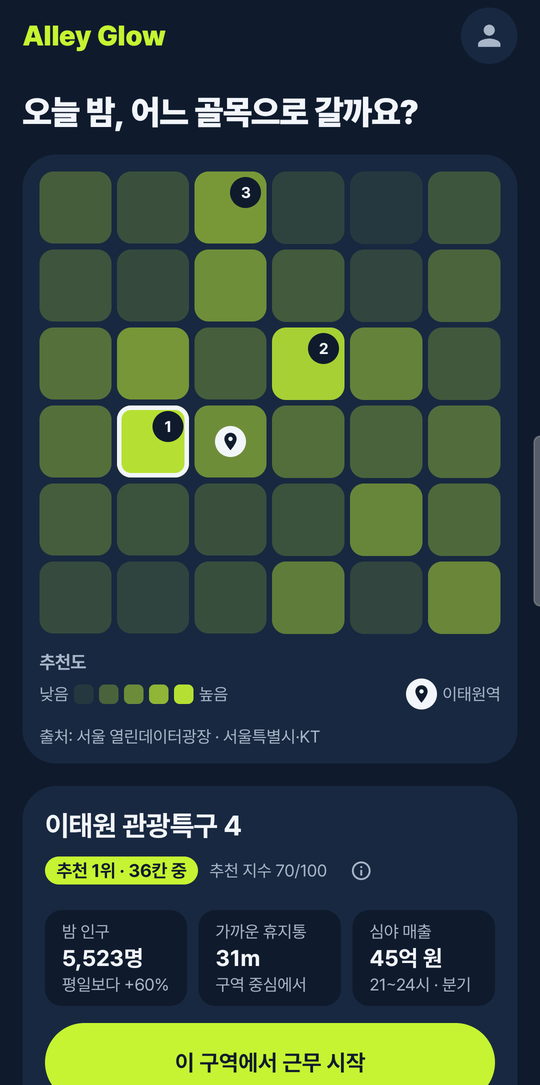 Alley Glow
오늘 밤, 어느 골목으로 갈까요?
3
2
1
추천도
낮음 높음 이태원역
출처: 서울 열린데이터광장 · 서울특별시·KT
이태원 관광특구 4
추천 1위 · 36칸 중 추천 지수 70/100
밤 인구
5,523명
평일보다 +60%
가까운 휴지통
31m
구역 중심에서
심야 매출
45억 원
21~24시 · 분기
이 구역에서 근무 시작